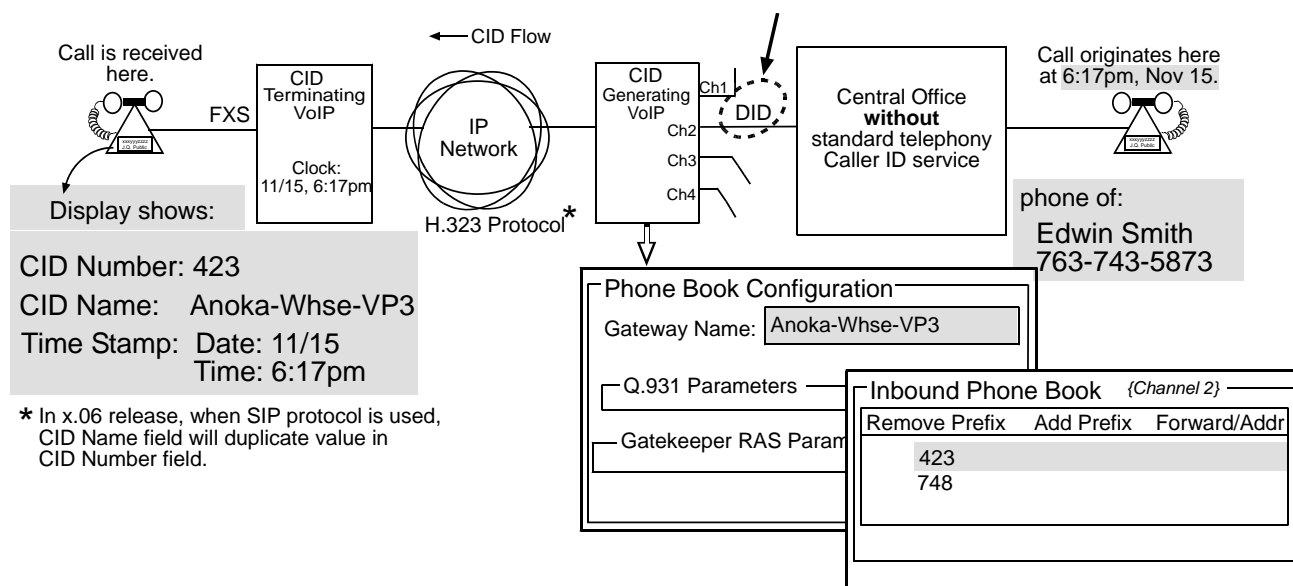 CID Flow
Call is received
here.
FXS
xxxyyyzzzz
J.Q. Public
CID
Terminating
VoIP
Clock:
11/15, 6:17pm
IP
Network
H.323 Protocol*
CID
Generating
VoIP
Ch1
Ch2
Ch3
Ch4
DID
Central Office
without
standard telephony
Caller ID service
Call originates here
at 6:17pm, Nov 15.
xxxyyyzzzz
J.Q. Public
phone of:
Edwin Smith
763-743-5873
Display shows:
CID Number: 423
CID Name: Anoka-Whse-VP3
Time Stamp: Date: 11/15
Time: 6:17pm
* In x.06 release, when SIP protocol is used,
CID Name field will duplicate value in
CID Number field.
Phone Book Configuration
Gateway Name: Anoka-Whse-VP3
Q.931 Parameters
Gatekeeper RAS Param
Inbound Phone Book {Channel 2}
Remove Prefix Add Prefix Forward/Addr
423
748